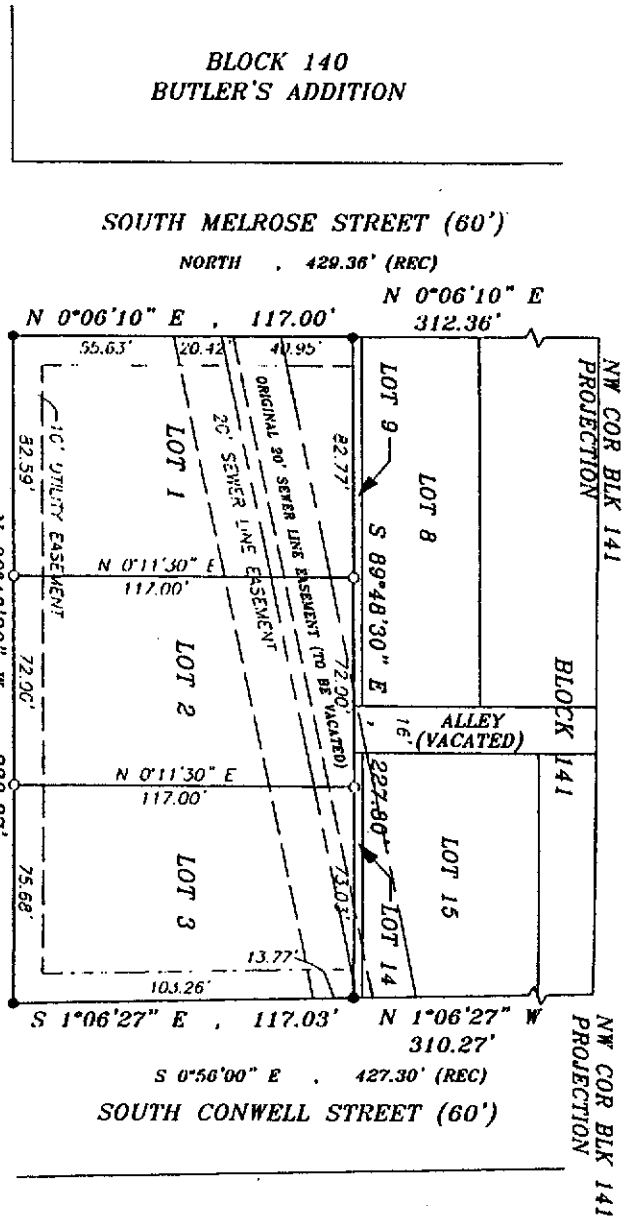 BLOCK 140
BUTLER'S ADDITION
SOUTH MELROSE STREET (60')
NORTH , 429.36' (REC)
N 0°06'10" E
312.36'
N 0°06'10" E , 117.00'
55.63'
20.42'
40.95'
NW COR BLK 141
PROJECTION
LOT 9
LOT 8
82.77'
S 89°48'30" E , 227.80'
ORIGINAL 20' SEWER LINE EASEMENT (TO BE VACATED)
20' SEWER LINE EASEMENT
LOT 1
82.59'
10' UTILITY EASEMENT
N 0°11'30" E
117.00'
BLOCK 141
ALLEY
(VACATED)
16'
72.00'
LOT 2
72.00'
N 0°11'30" E
117.00'
LOT 15
LOT 14
73.03'
LOT 3
75.68'
13.77'
103.26'
S 1°06'27" E , 117.03'
N 1°06'27" W
310.27'
NW COR BLK 141
PROJECTION
S 0°56'00" E , 427.30' (REC)
SOUTH CONWELL STREET (60')